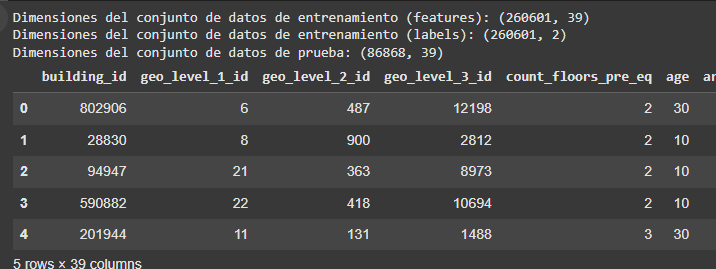 Dimensiones del conjunto de datos de entrenamiento (features): (260601, 39)
Dimensiones del conjunto de datos de entrenamiento (labels): (260601, 2)
Dimensiones del conjunto de datos de prueba: (86868, 39)
building_id geo_level_1_id geo_level_2_id geo_level_3_id count_floors_pre_eq age
0 802906 6 487 12198 2 30
1 28830 8 900 2812 2 10
2 94947 21 363 8973 2 10
3 590882 22 418 10694 2 10
4 201944 11 131 1488 3 30
5 rows × 39 columns